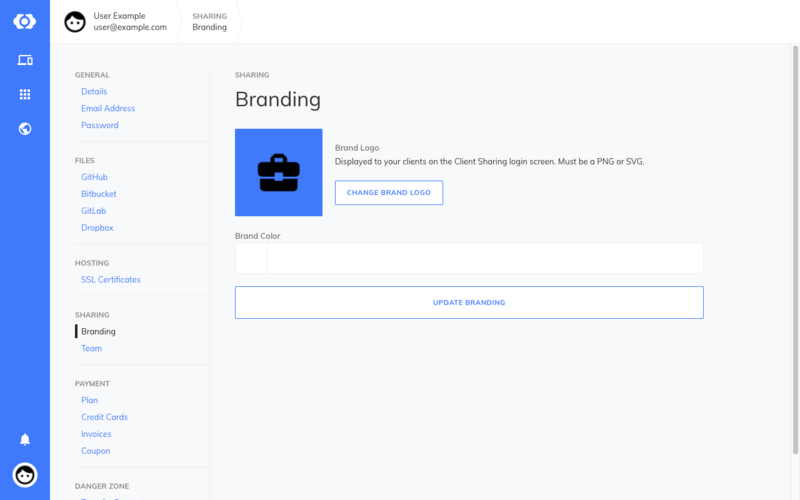 User Example
user@example.com
SHARING
Branding
GENERAL
Details
Email Address
Password
FILES
GitHub
Bitbucket
GitLab
Dropbox
HOSTING
SSL Certificates
SHARING
Branding
Team
PAYMENT
Plan
Credit Cards
Invoices
Coupon
DANGER ZONE
SHARING
Branding
Brand Logo
Displayed to your clients on the Client Sharing login screen. Must be a PNG or SVG.
CHANGE BRAND LOGO
Brand Color
UPDATE BRANDING